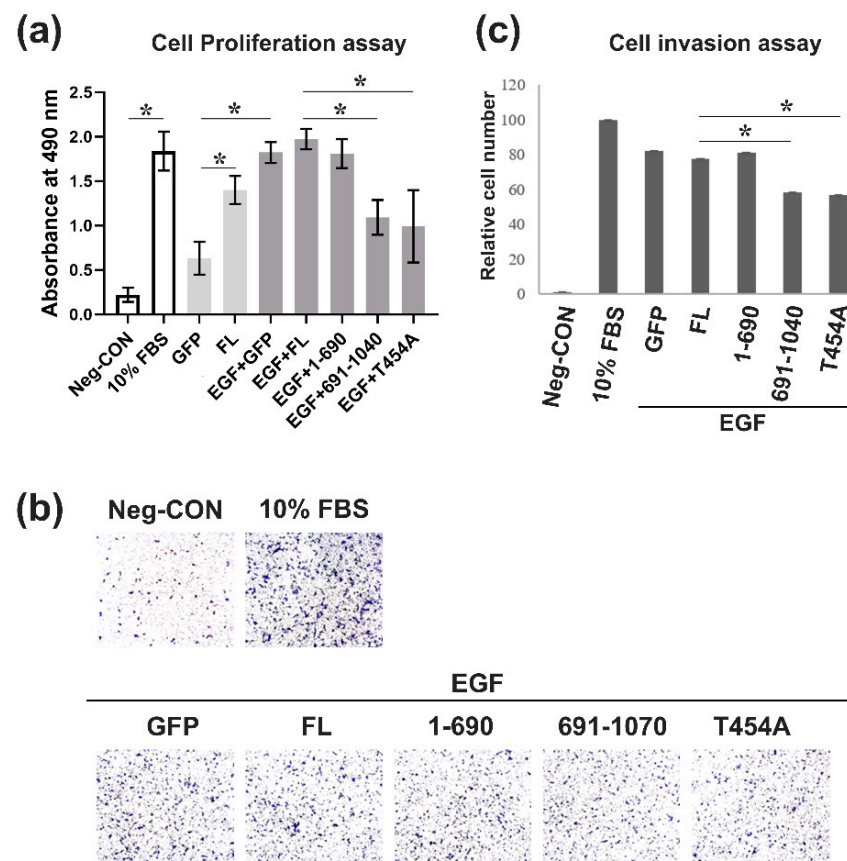 (a)
Cell Proliferation assay
Absorbance at 490 nm
2.5
2.0
1.5
1.0
0.5
0.0
*
*
*
*
*
Neg-CON
10% FBS
GFP
FL
EGF+GFP
EGF+FL
EGF+1-690
EGF+691-1040
EGF+T454A
(c)
Cell invasion assay
Relative cell number
120
100
80
60
40
20
0
*
*
Neg-CON
10% FBS
GFP
FL
1-690
691-1040
T454A
EGF
(b)
Neg-CON
10% FBS
EGF
GFP
FL
1-690
691-1070
T454A